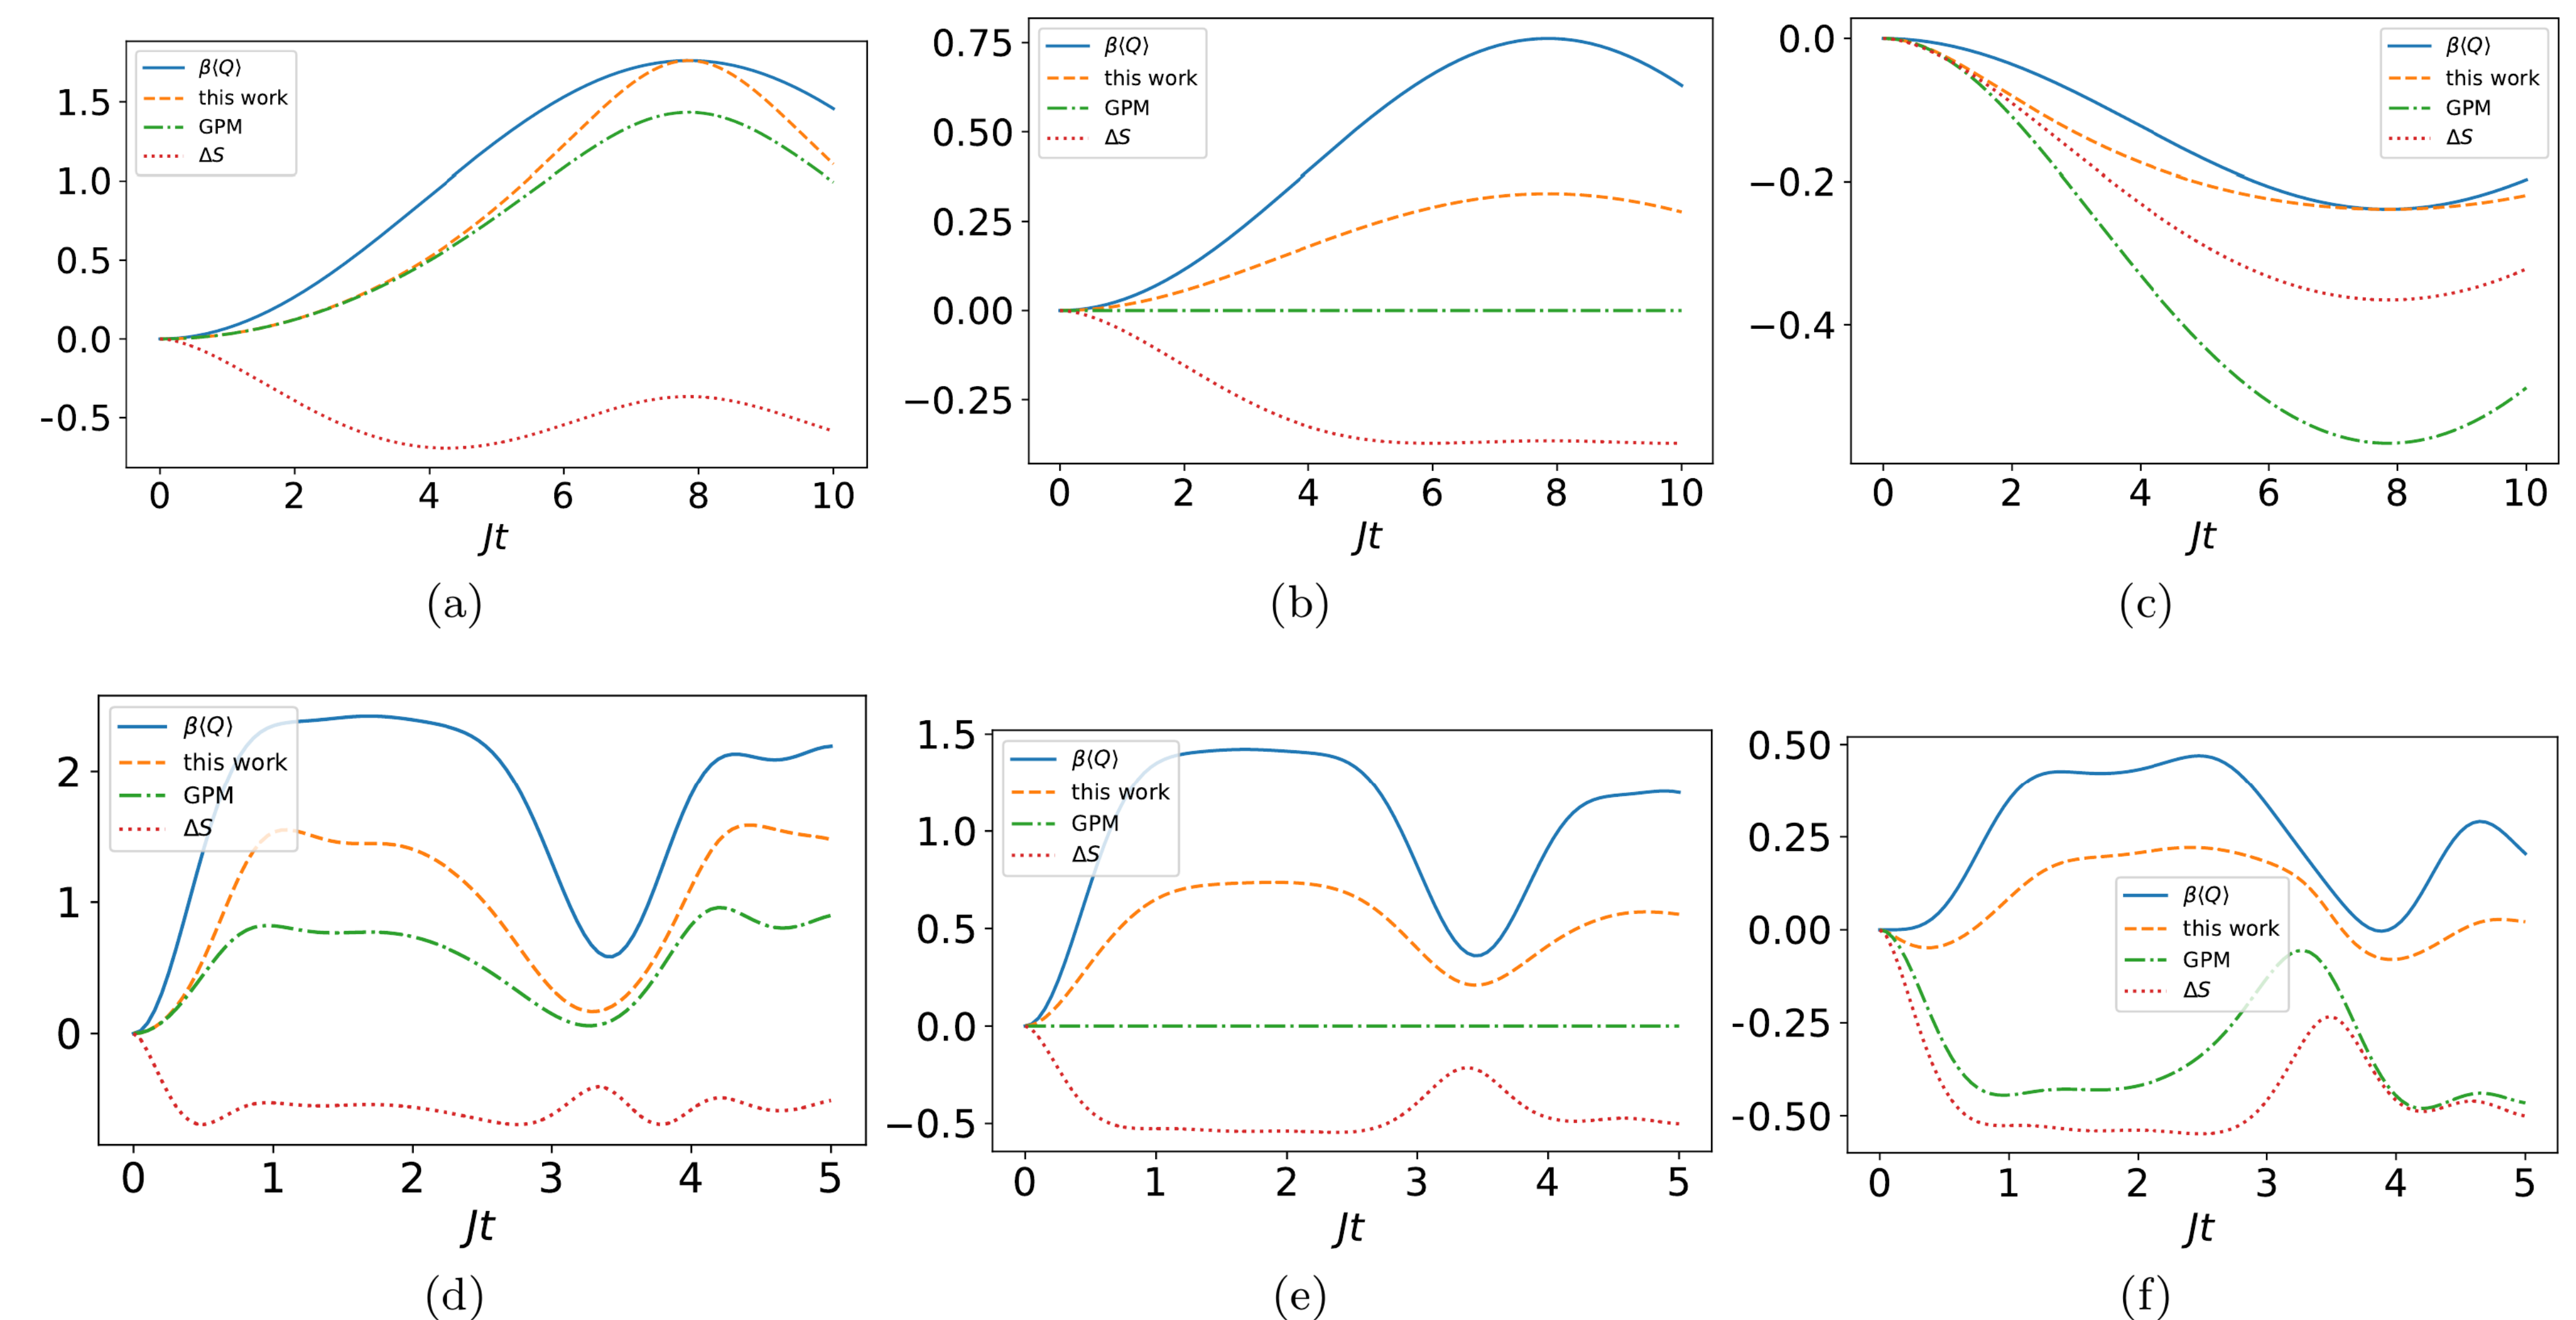 β⟨Q⟩
this work
GPM
ΔS
1.5
1.0
0.5
0.0
-0.5
0 2 4 6 8 10
Jt
(a)
β⟨Q⟩
this work
GPM
ΔS
0.75
0.50
0.25
0.00
−0.25
0 2 4 6 8 10
Jt
(b)
β⟨Q⟩
this work
GPM
ΔS
0.0
−0.2
−0.4
0 2 4 6 8 10
Jt
(c)
β⟨Q⟩
this work
GPM
ΔS
2
1
0
0 1 2 3 4 5
Jt
(d)
β⟨Q⟩
this work
GPM
ΔS
1.5
1.0
0.5
0.0
−0.5
0 1 2 3 4 5
Jt
(e)
β⟨Q⟩
this work
GPM
ΔS
0.50
0.25
0.00
-0.25
-0.50
0 1 2 3 4 5
Jt
(f)